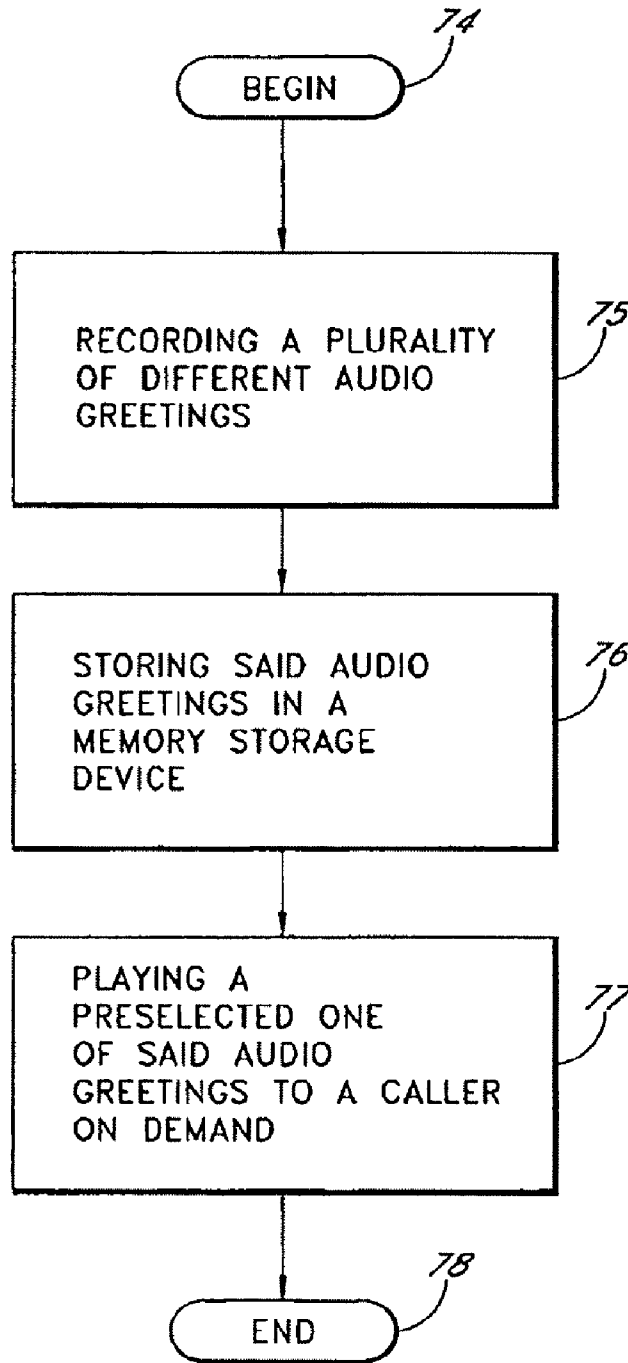 74
BEGIN
75
RECORDING A PLURALITY
OF DIFFERENT AUDIO
GREETINGS
76
STORING SAID AUDIO
GREETINGS IN A
MEMORY STORAGE
DEVICE
77
PLAYING A
PRESELECTED ONE
OF SAID AUDIO
GREETINGS TO A CALLER
ON DEMAND
78
END